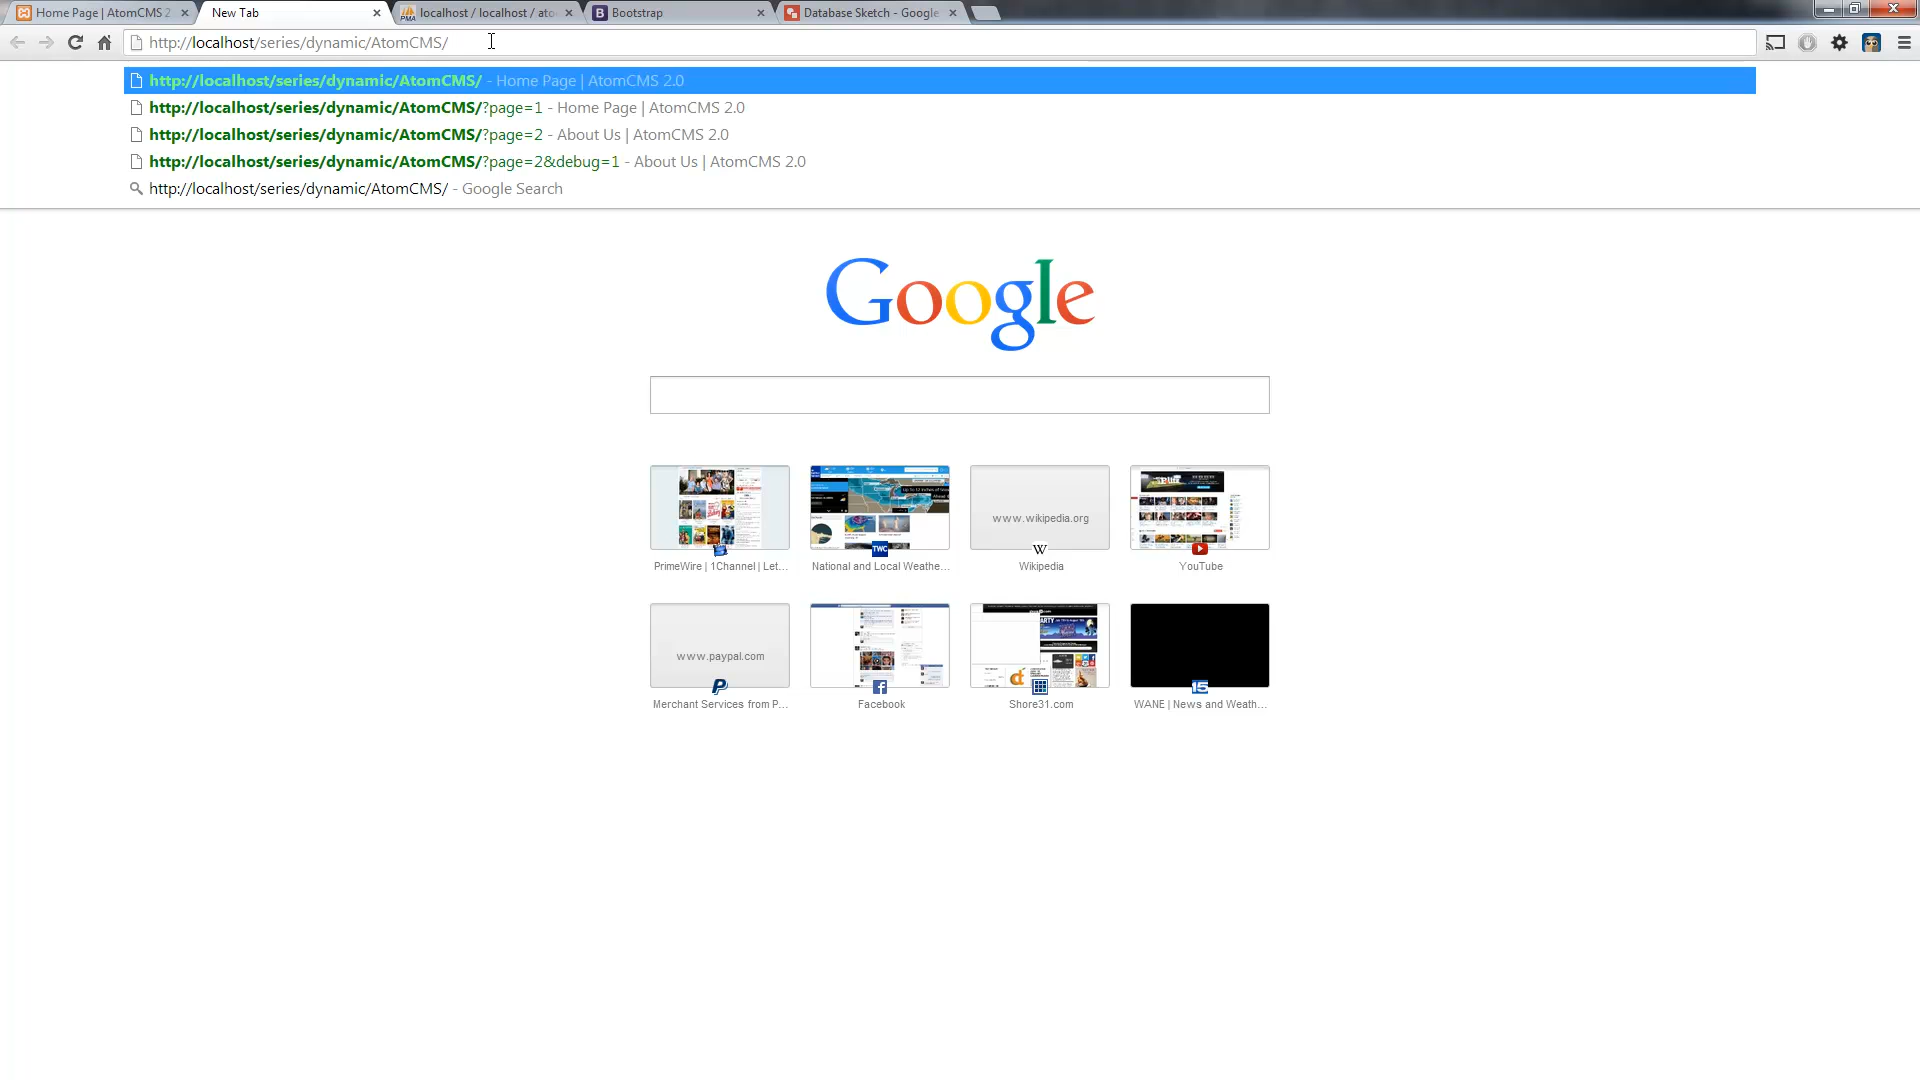 Home Page | AtomCMS 2
New Tab
localhost / localhost / ato
Bootstrap
Database Sketch - Google
http://localhost/series/dynamic/AtomCMS/
http://localhost/series/dynamic/AtomCMS/ - Home Page | AtomCMS 2.0
http://localhost/series/dynamic/AtomCMS/?page=1 - Home Page | AtomCMS 2.0
http://localhost/series/dynamic/AtomCMS/?page=2 - About Us | AtomCMS 2.0
http://localhost/series/dynamic/AtomCMS/?page=2&debug=1 - About Us | AtomCMS 2.0
http://localhost/series/dynamic/AtomCMS/ - Google Search
Google
www.wikipedia.org
PrimeWire | 1Channel | Let...
National and Local Weathe...
Wikipedia
YouTube
www.paypal.com
Merchant Services from P...
Facebook
Shore31.com
WANE | News and Weath...